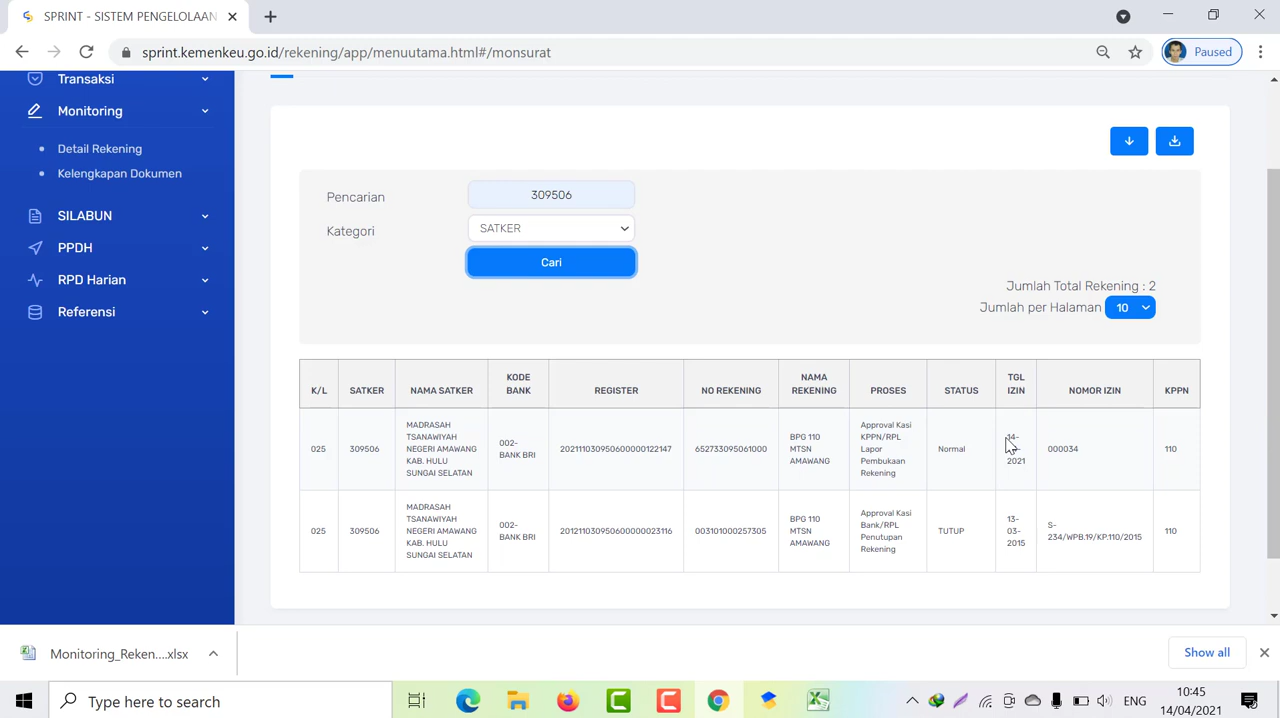 SPRINT - SISTEM PENGELOLAAN
sprint.kemenkeu.go.id/rekening/app/menuutama.html#/monsurat
Paused
Transaksi
Monitoring
Detail Rekening
Kelengkapan Dokumen
SILABUN
PPDH
RPD Harian
Referensi
Pencarian
309506
Kategori
SATKER
Cari
Jumlah Total Rekening : 2
Jumlah per Halaman 10
K/L SATKER NAMA SATKER KODE BANK REGISTER NO REKENING NAMA REKENING PROSES STATUS TGL IZIN NOMOR IZIN KPPN
025
309506
MADRASAH
TSANAWIYAH
NEGERI AMAWANG
KAB. HULU
SUNGAI SELATAN
002-
BANK BRI
202111030950600000122147
652733095061000
BPG 110
MTSN
AMAWANG
Approval Kasi
KPPN/RPL
Lapor
Pembukaan
Rekening
Normal
14-
2021
000034
110
025
309506
MADRASAH
TSANAWIYAH
NEGERI AMAWANG
KAB. HULU
SUNGAI SELATAN
002-
BANK BRI
201211030950600000023116
003101000257305
BPG 110
MTSN
AMAWANG
Approval Kasi
Bank/RPL
Penutupan
Rekening
TUTUP
13-
03-
2015
S-
234/WPB.19/KP.110/2015
110
Monitoring_Reken....xlsx
Show all
Type here to search
ENG
10:45
14/04/2021